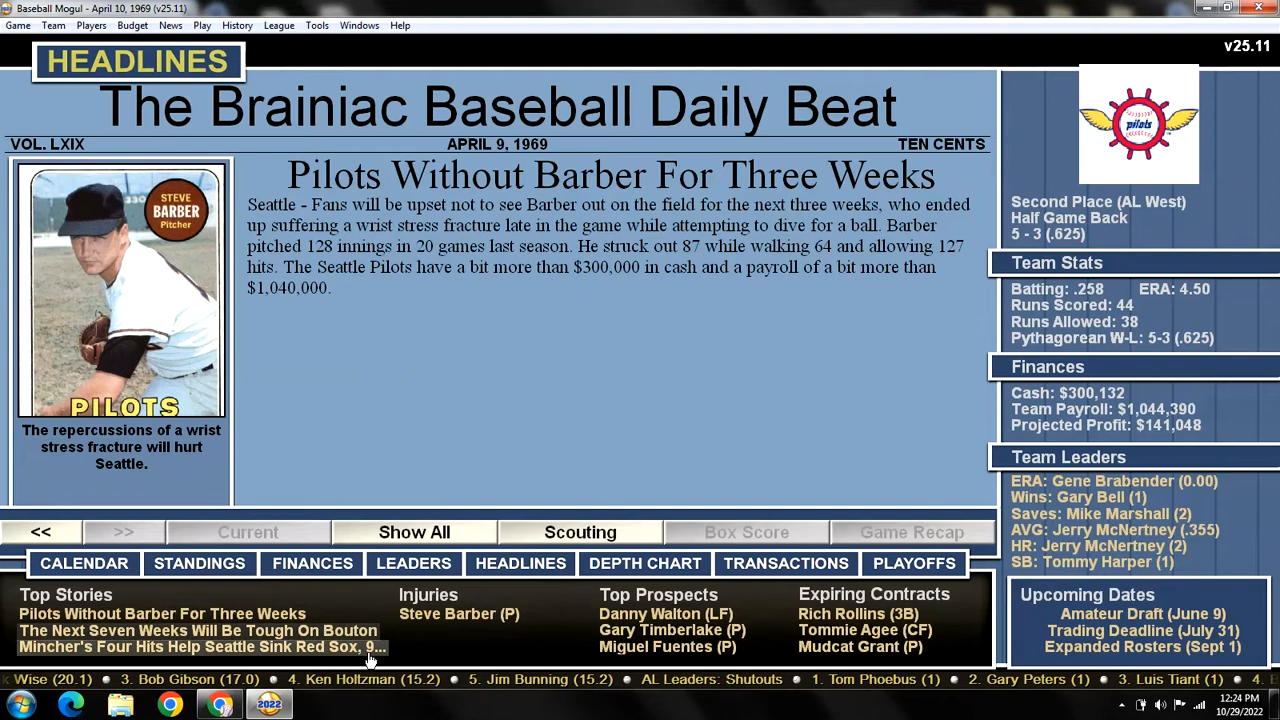 Baseball Mogul - April 10, 1969 (v25.11)
Game Team Players Budget News Play History League Tools Windows Help
HEADLINES
v25.11
The Brainiac Baseball Daily Beat
VOL. LXIX APRIL 9, 1969 TEN CENTS
STEVE
BARBER
Pitcher
PILOTS
The repercussions of a wrist
stress fracture will hurt
Seattle.
Pilots Without Barber For Three Weeks
Seattle - Fans will be upset not to see Barber out on the field for the next three weeks, who ended
up suffering a wrist stress fracture late in the game while attempting to dive for a ball. Barber
pitched 128 innings in 20 games last season. He struck out 87 while walking 64 and allowing 127
hits. The Seattle Pilots have a bit more than $300,000 in cash and a payroll of a bit more than
$1,040,000.
pilots
Second Place (AL West)
Half Game Back
5 - 3 (.625)
Team Stats
Batting: .258 ERA: 4.50
Runs Scored: 44
Runs Allowed: 38
Pythagorean W-L: 5-3 (.625)
Finances
Cash: $300,132
Team Payroll: $1,044,390
Projected Profit: $141,048
Team Leaders
ERA: Gene Brabender (0.00)
Wins: Gary Bell (1)
Saves: Mike Marshall (2)
AVG: Jerry McNertney (.355)
HR: Jerry McNertney (2)
SB: Tommy Harper (1)
<< >> Current Show All Scouting Box Score Game Recap
CALENDAR STANDINGS FINANCES LEADERS HEADLINES DEPTH CHART TRANSACTIONS PLAYOFFS
Top Stories
Pilots Without Barber For Three Weeks
The Next Seven Weeks Will Be Tough On Bouton
Mincher's Four Hits Help Seattle Sink Red Sox, 9...
Injuries
Steve Barber (P)
Top Prospects
Danny Walton (LF)
Gary Timberlake (P)
Miguel Fuentes (P)
Expiring Contracts
Rich Rollins (3B)
Tommie Agee (CF)
Mudcat Grant (P)
Upcoming Dates
Amateur Draft (June 9)
Trading Deadline (July 31)
Expanded Rosters (Sept 1)
Wise (20.1) 3. Bob Gibson (17.0) 4. Ken Holtzman (15.2) 5. Jim Bunning (15.2) AL Leaders: Shutouts 1. Tom Phoebus (1) 2. Gary Peters (1) 3. Luis Tiant (1) 4.
2022
12:24 PM
10/29/2022